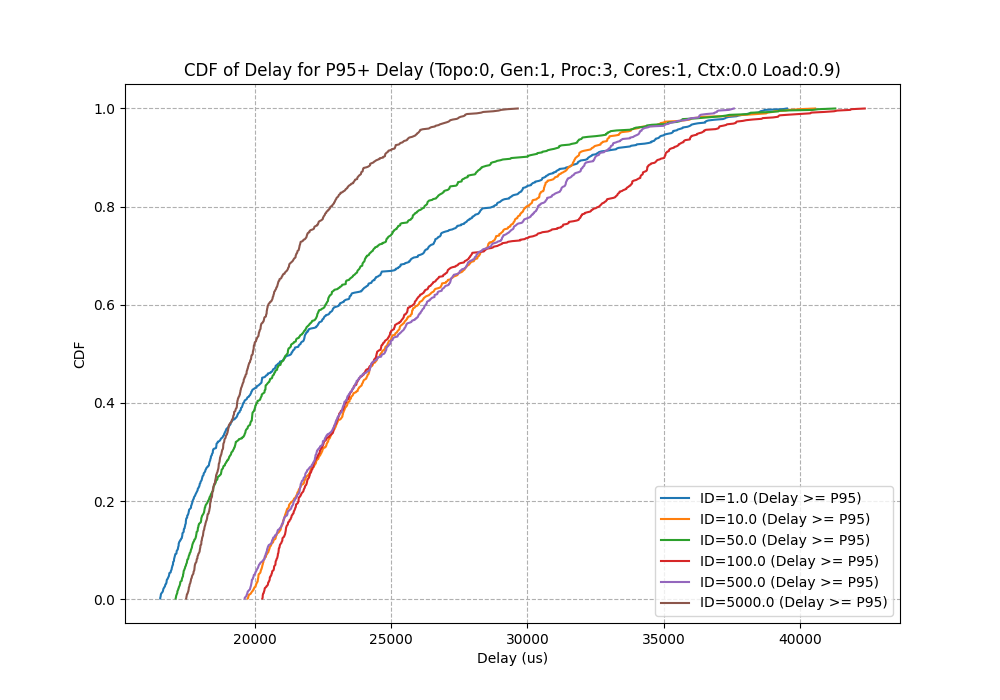 CDF of Delay for P95+ Delay (Topo:0, Gen:1, Proc:3, Cores:1, Ctx:0.0 Load:0.9)
1.0
0.8
0.6
0.4
0.2
0.0
CDF
20000 25000 30000 35000 40000
Delay (us)
ID=1.0 (Delay >= P95)
ID=10.0 (Delay >= P95)
ID=50.0 (Delay >= P95)
ID=100.0 (Delay >= P95)
ID=500.0 (Delay >= P95)
ID=5000.0 (Delay >= P95)